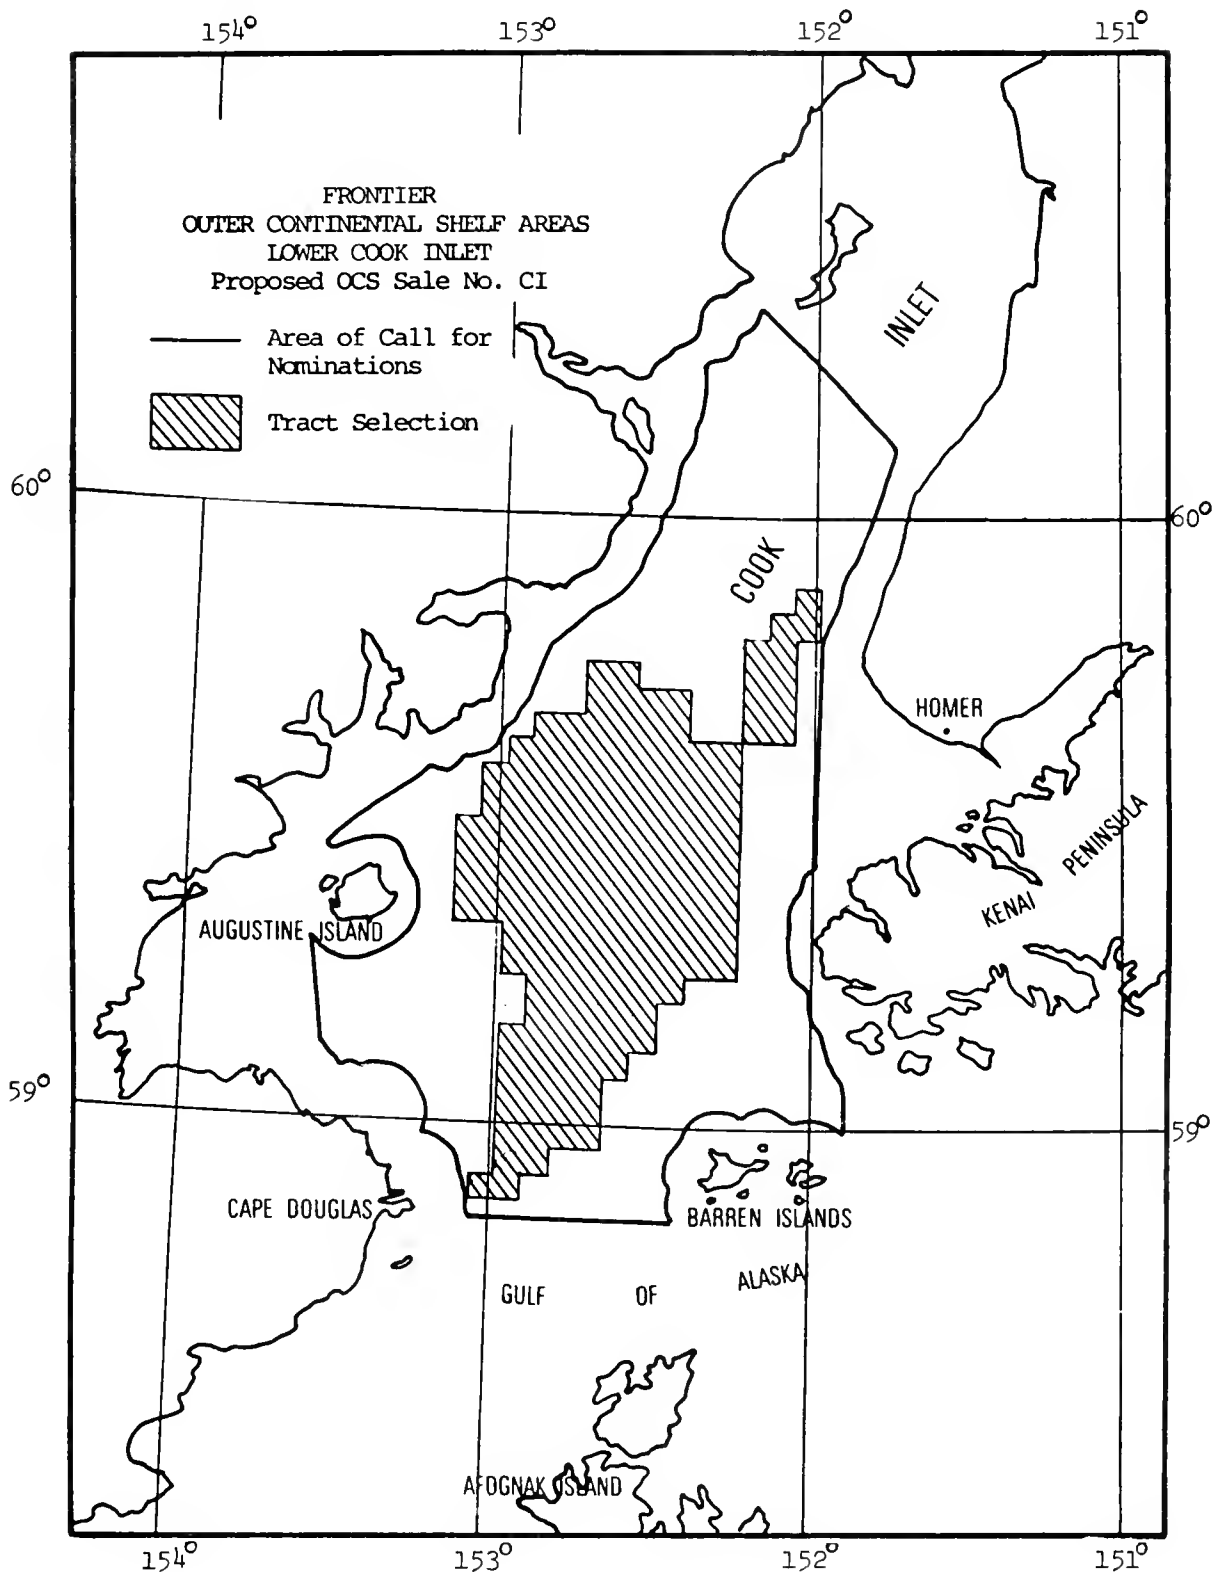 154° 153° 152° 151°
FRONTIER
OUTER CONTINENTAL SHELF AREAS
LOWER COOK INLET
Proposed OCS Sale No. CI
Area of Call for
Nominations
Tract Selection
INLET
60°
60°
COOK
HOMER
PENINSULA
KENAI
AUGUSTINE ISLAND
59°
59°
CAPE DOUGLAS
BARREN ISLANDS
GULF OF ALASKA
AFOGNAK ISLAND
154° 153° 152° 151°